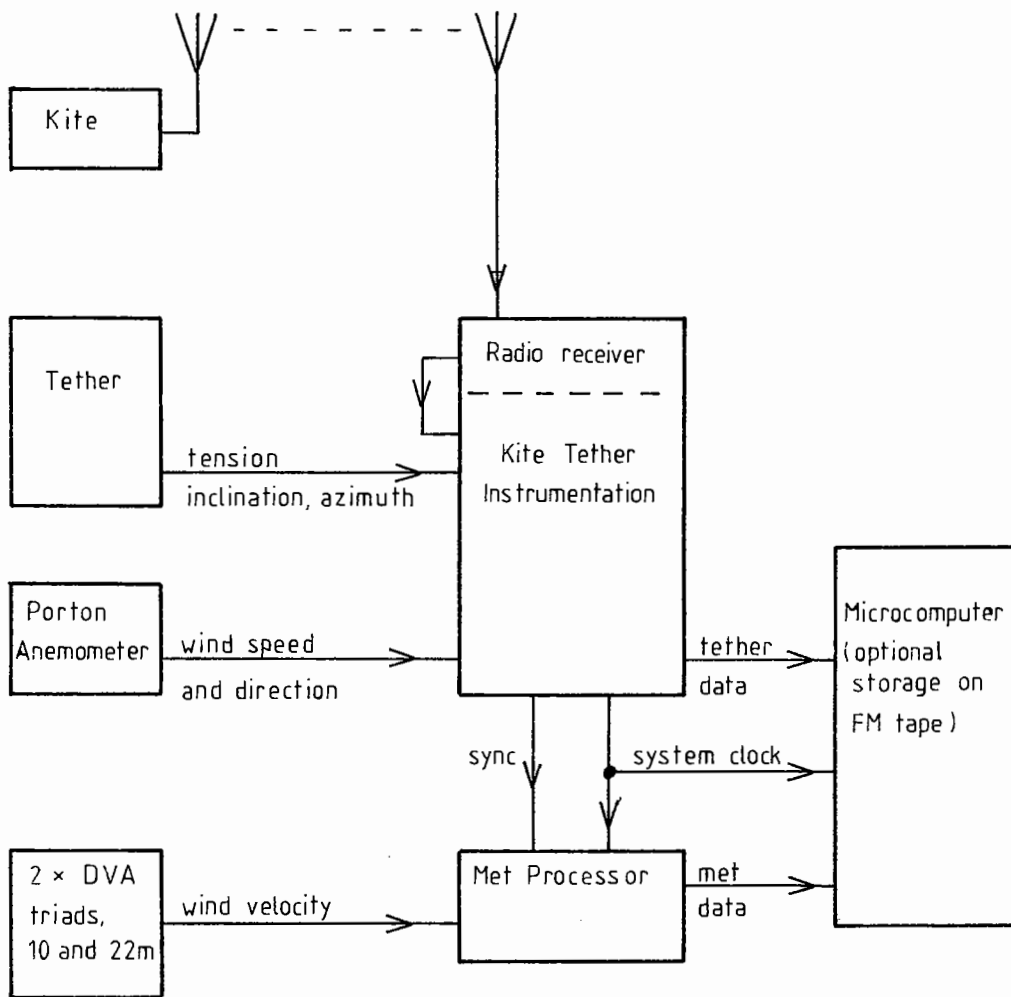 Kite
Radio receiver
Tether
Kite Tether
Instrumentation
tension
inclination, azimuth
Porton
Anemometer
wind speed
and direction
tether
data
Microcomputer
(optional
storage on
FM tape)
sync
system clock
2 × DVA
triads,
10 and 22m
wind velocity
Met Processor
met
data